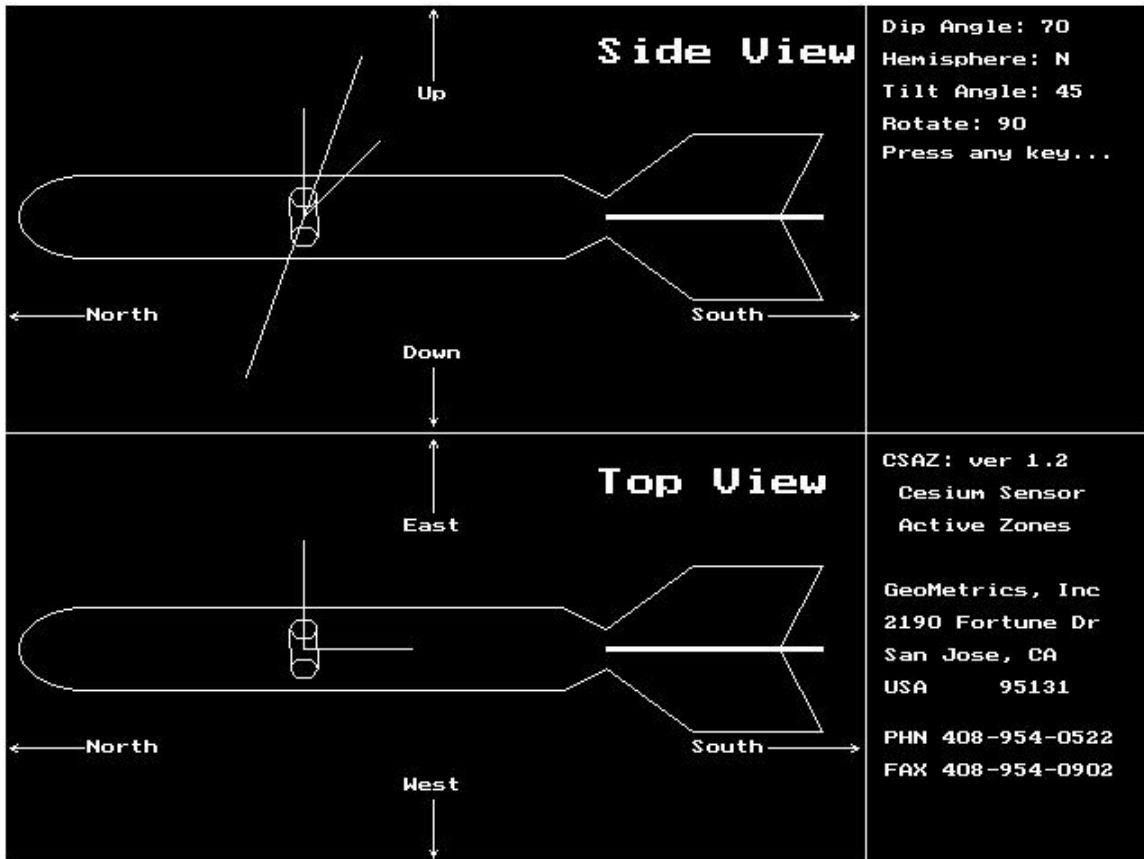 Side View
Up
North
South
Down
Dip Angle: 70
Hemisphere: N
Tilt Angle: 45
Rotate: 90
Press any key...
Top View
East
North
South
West
CSAZ: ver 1.2
Cesium Sensor
Active Zones
GeoMetrics, Inc
2190 Fortune Dr
San Jose, CA
USA 95131
PHN 408-954-0522
FAX 408-954-0902